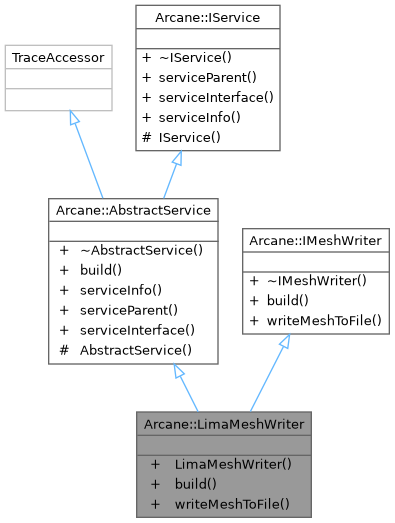 Arcane::IService
+ ~IService()
+ serviceParent()
+ serviceInterface()
+ serviceInfo()
# IService()
TraceAccessor
Arcane::AbstractService
+ ~AbstractService()
+ build()
+ serviceInfo()
+ serviceParent()
+ serviceInterface()
# AbstractService()
Arcane::IMeshWriter
+ ~IMeshWriter()
+ build()
+ writeMeshToFile()
Arcane::LimaMeshWriter
+ LimaMeshWriter()
+ build()
+ writeMeshToFile()